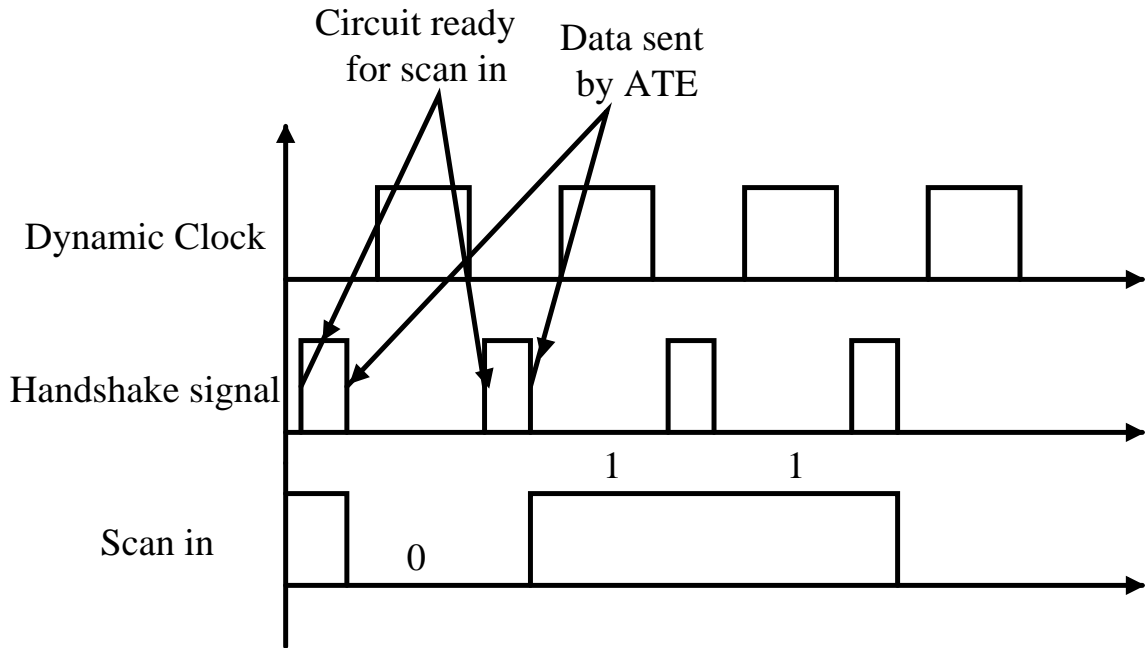 Circuit ready
for scan in
Data sent
by ATE
Dynamic Clock
Handshake signal
1 1
Scan in
0